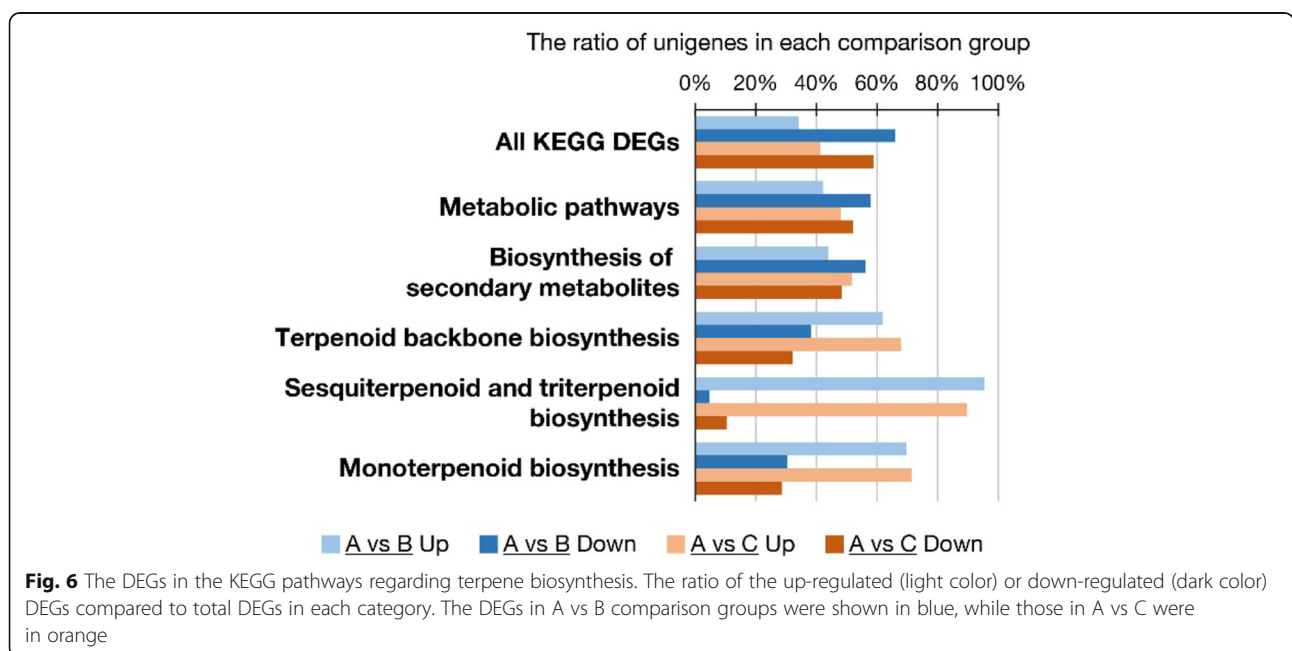 The ratio of unigenes in each comparison group
0% 20% 40% 60% 80% 100%
All KEGG DEGs
Metabolic pathways
Biosynthesis of
secondary metabolites
Terpenoid backbone biosynthesis
Sesquiterpenoid and triterpenoid
biosynthesis
Monoterpenoid biosynthesis
A vs B Up A vs B Down A vs C Up A vs C Down
Fig. 6 The DEGs in the KEGG pathways regarding terpene biosynthesis. The ratio of the up-regulated (light color) or down-regulated (dark color)
DEGs compared to total DEGs in each category. The DEGs in A vs B comparison groups were shown in blue, while those in A vs C were
in orange